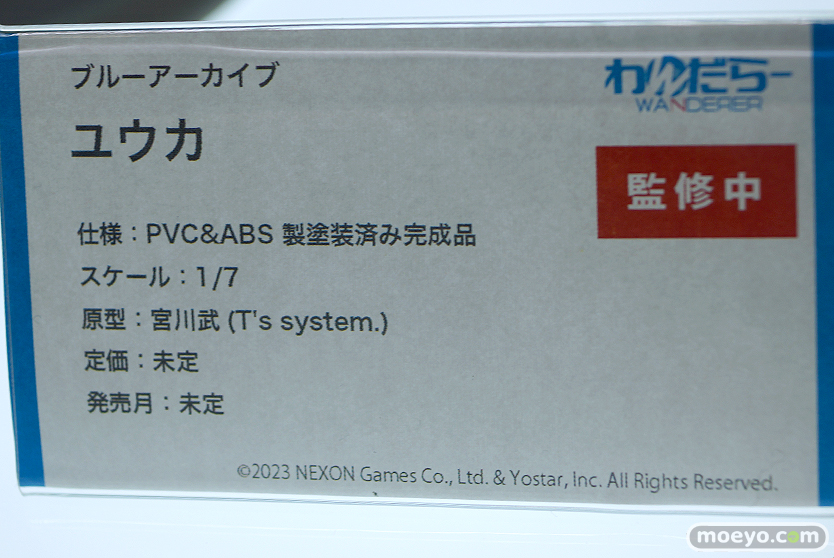 ブルーアーカイブ
わんだらー
WANDERER
ユウカ
監修中
仕様：PVC&ABS 製塗装済み完成品
スケール：1/7
原型：宮川武 (T's system.)
定価：未定
発売月：未定
©2023 NEXON Games Co., Ltd. & Yostar, Inc. All Rights Reserved.
moeyo.com